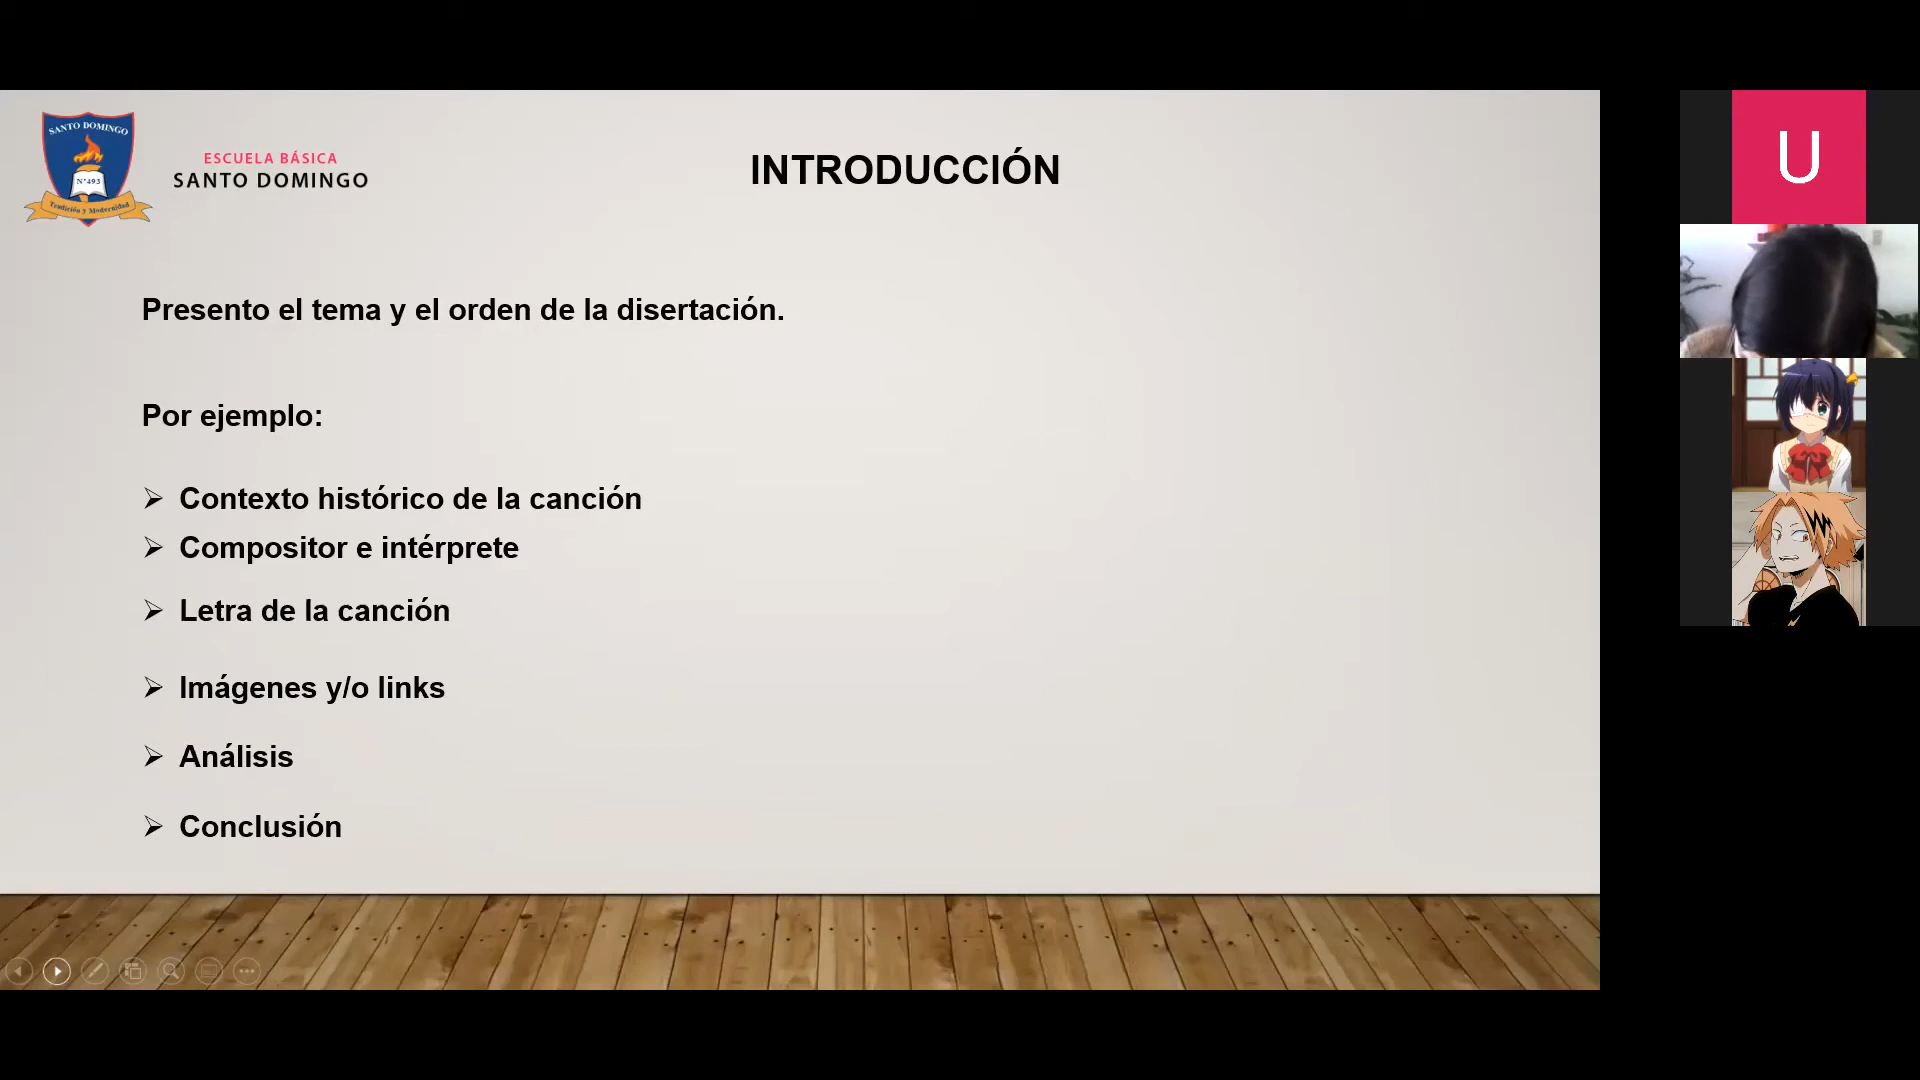 SANTO DOMINGO
N°493
Tradición y Modernidad
ESCUELA BÁSICA
SANTO DOMINGO
INTRODUCCIÓN
Presento el tema y el orden de la disertación.
Por ejemplo:
Contexto histórico de la canción
Compositor e intérprete
Letra de la canción
Imágenes y/o links
Análisis
Conclusión
U